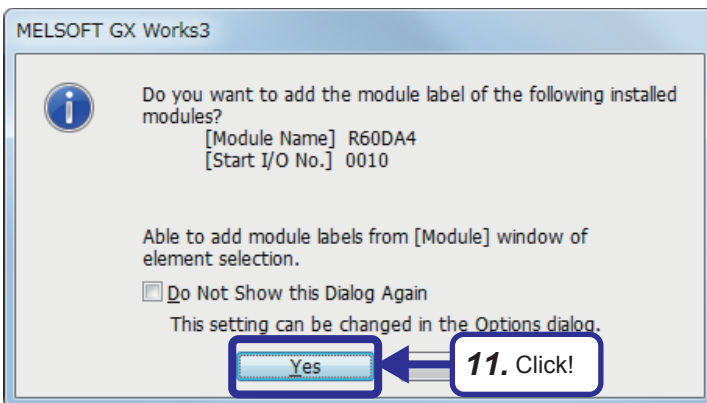 MELSOFT GX Works3
Do you want to add the module label of the following installed
modules?
[Module Name] R60DA4
[Start I/O No.] 0010
Able to add module labels from [Module] window of
element selection.
Do Not Show this Dialog Again
This setting can be changed in the Options dialog.
Yes
11. Click!